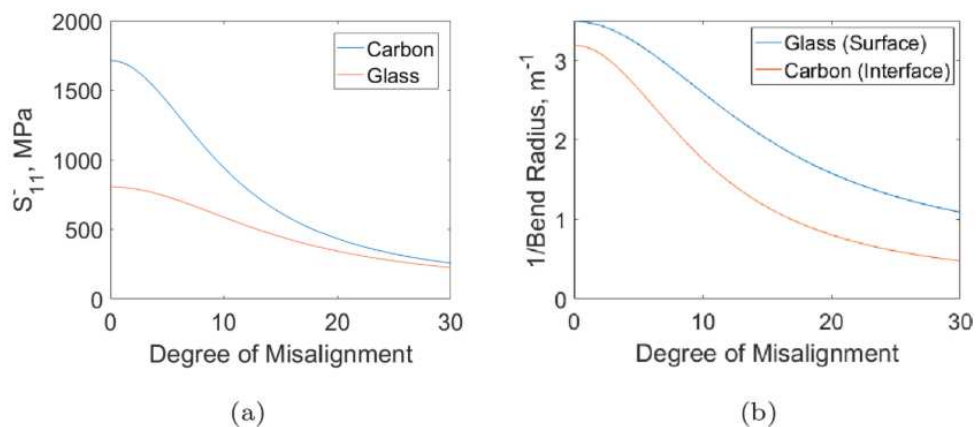 2000
1500
1000
500
0
S⁻₁₁, MPa
Carbon
Glass
0 10 20 30
Degree of Misalignment
(a)
3
2
1
0
1/Bend Radius, m⁻¹
Glass (Surface)
Carbon (Interface)
0 10 20 30
Degree of Misalignment
(b)